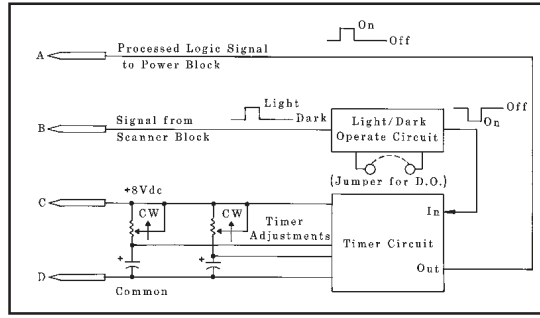 On
Off
A
Processed Logic Signal
to Power Block
Light
Dark
B
Signal from
Scanner Block
Light/Dark
Operate Circuit
Off
On
(Jumper for D.O.)
C
+8Vdc
CW
CW
Timer
Adjustments
In
Timer Circuit
+
+
Out
D
Common